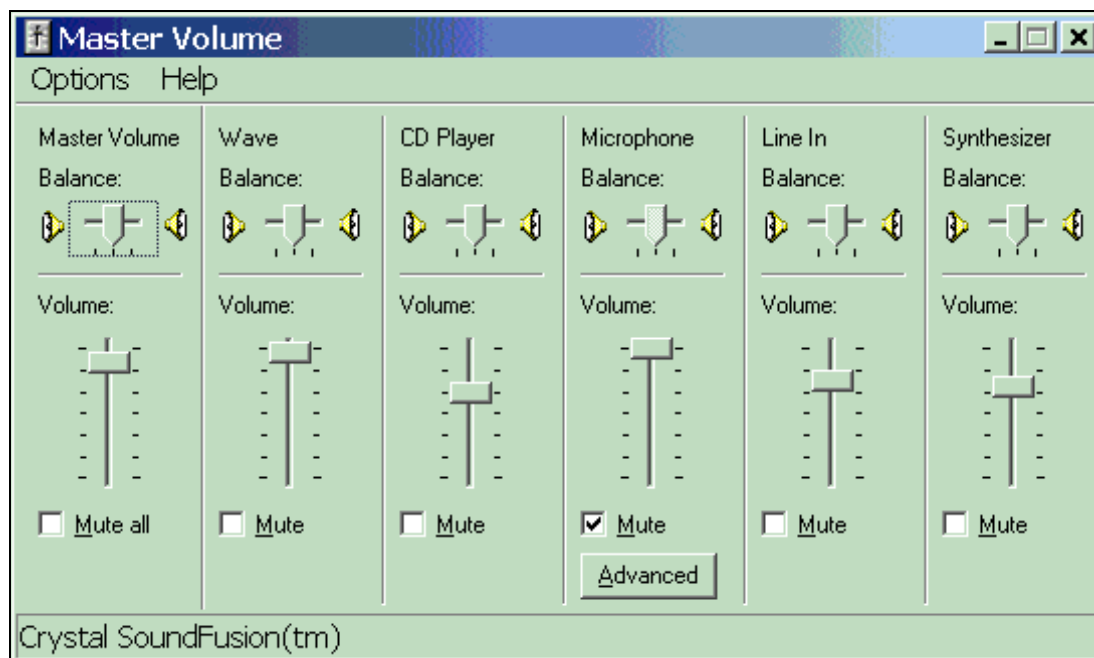 Master Volume
Options Help
Master Volume Wave CD Player Microphone Line In Synthesizer
Balance: Balance: Balance: Balance: Balance: Balance:
Volume: Volume: Volume: Volume: Volume: Volume:
Mute all Mute Mute Mute Mute Mute
Advanced
Crystal SoundFusion(tm)